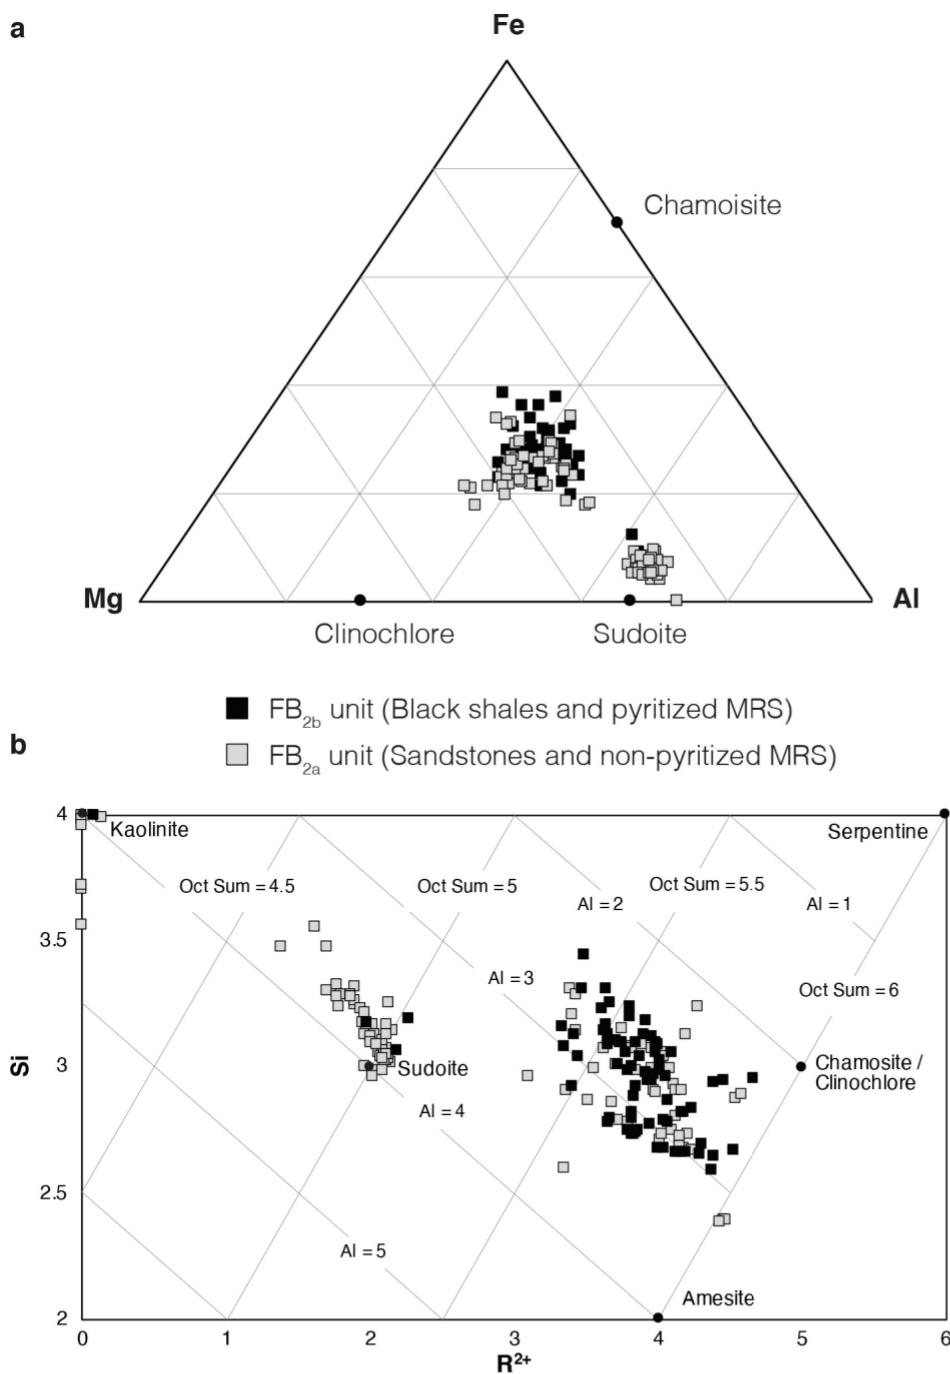 a
Fe
Chamoisite
Mg
Al
Clinochlore
Sudoite
FB2b unit (Black shales and pyritized MRS)
FB2a unit (Sandstones and non-pyritized MRS)
b
4
Kaolinite
Serpentine
Oct Sum = 4.5
Oct Sum = 5
Oct Sum = 5.5
Al = 2
Al = 1
3.5
Al = 3
Oct Sum = 6
Si
3
Sudoite
Chamosite /
Clinochlore
Al = 4
2.5
Al = 5
Amesite
2
0 1 2 3 4 5 6
R2+